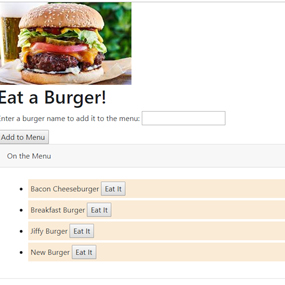 Eat a Burger!
Enter a burger name to add it to the menu:
Add to Menu
On the Menu
Bacon Cheeseburger Eat It
Breakfast Burger Eat It
Jiffy Burger Eat It
New Burger Eat It